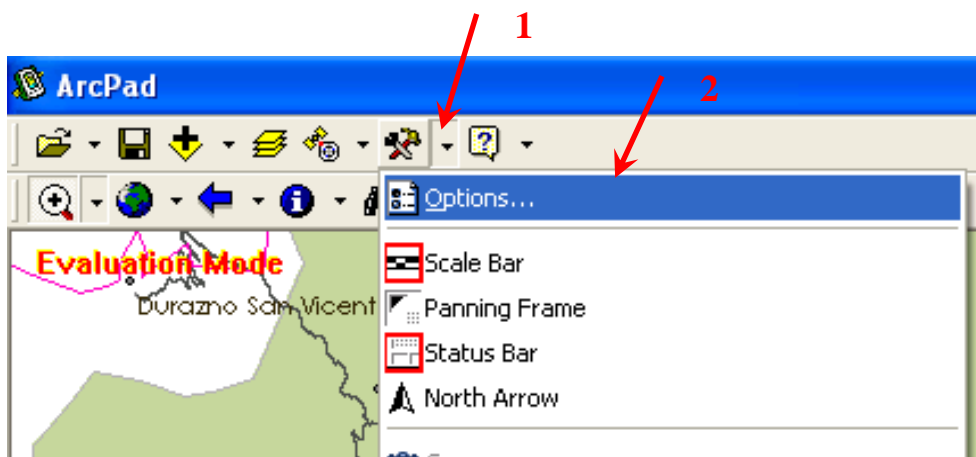 1
ArcPad
2
Options...
Evaluation Mode
Scale Bar
Durazno San Vicent
Panning Frame
Status Bar
North Arrow